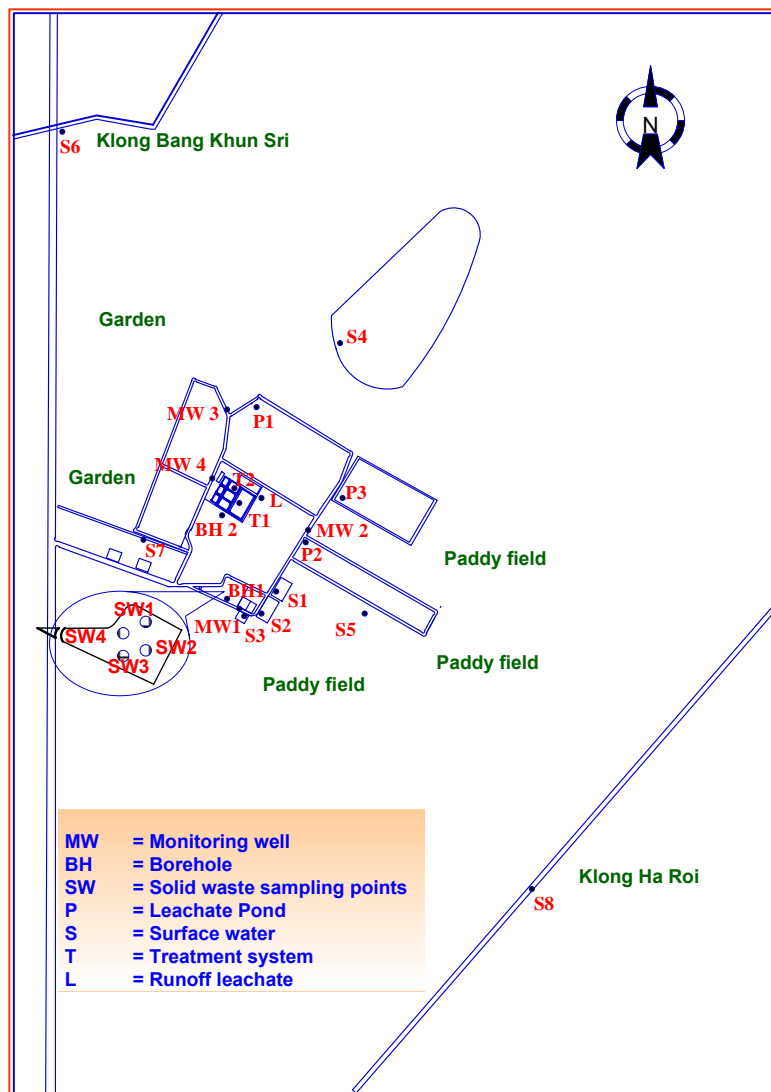 N
S6
Klong Bang Khun Sri
Garden
S4
MW 3
P1
MW 4
Garden
T2
L
P3
BH 2
T1
MW 2
S7
P2
Paddy field
BH1
S1
SW1
MW1
S3
S2
S5
SW4
SW2
SW3
Paddy field
Paddy field
MW = Monitoring well
BH = Borehole
SW = Solid waste sampling points
P = Leachate Pond
S = Surface water
T = Treatment system
L = Runoff leachate
Klong Ha Roi
S8